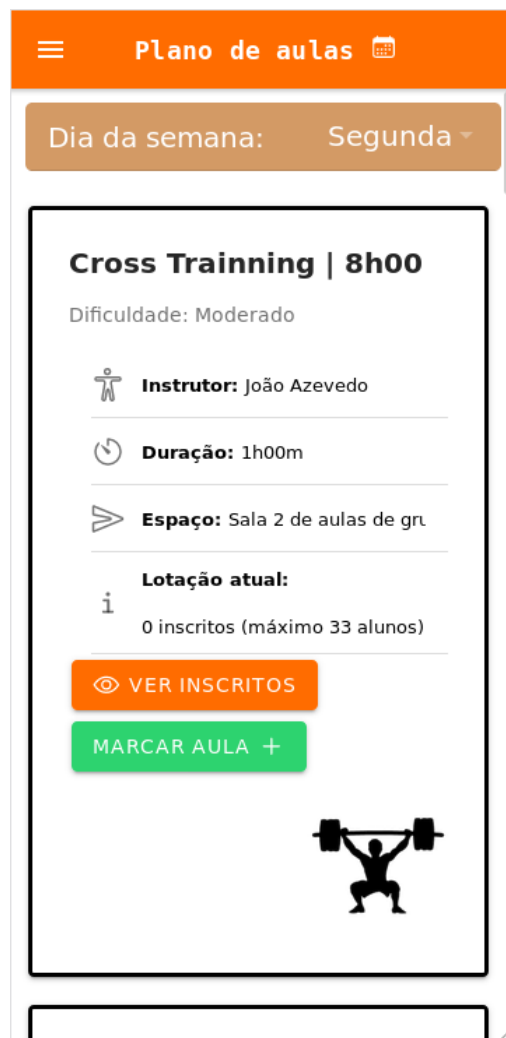 Plano de aulas
Dia da semana: Segunda
Cross Trainning | 8h00
Dificuldade: Moderado
Instrutor: João Azevedo
Duração: 1h00m
Espaço: Sala 2 de aulas de
Lotação atual:
0 inscritos (máximo 33 alunos)
VER INSCRITOS
MARCAR AULA